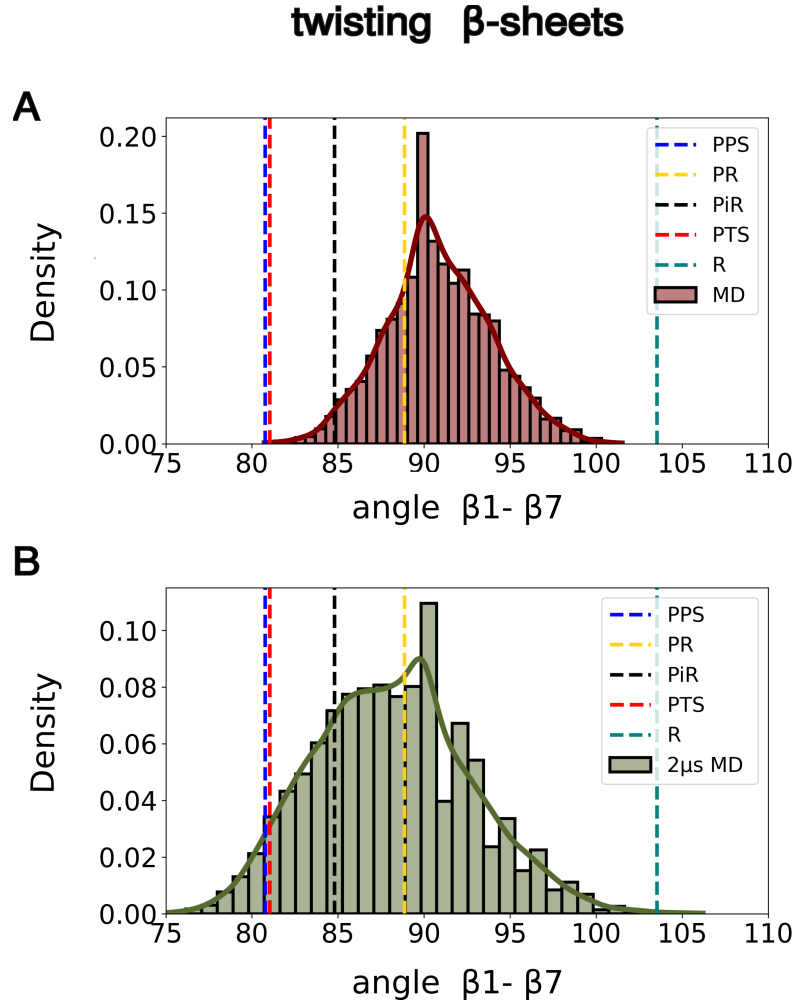 twisting β-sheets
A
Density
0.20
0.15
0.10
0.05
0.00
75 80 85 90 95 100 105 110
angle β1- β7
PPS
PR
PiR
PTS
R
MD
B
Density
0.10
0.08
0.06
0.04
0.02
0.00
75 80 85 90 95 100 105 110
angle β1- β7
PPS
PR
PiR
PTS
R
2μs MD